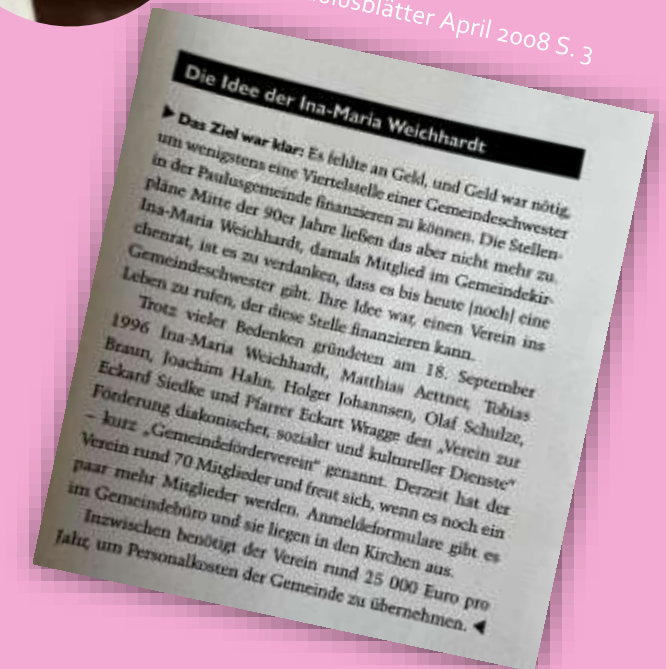 blätter April 2008 S. 3
Die Idee der Ina-Maria Weichhardt
▶ Das Ziel war klar: Es fehlte an Geld, und Geld war nötig,
um wenigstens eine Viertelstelle einer Gemeindeschwester
in der Paulusgemeinde finanzieren zu können. Die Stellen-
pläne Mitte der 90er Jahre ließen das aber nicht mehr zu.
Ina-Maria Weichhardt, damals Mitglied im Gemeindekir-
chenrat, ist es zu verdanken, dass es bis heute [noch] eine
Gemeindeschwester gibt. Ihre Idee war, einen Verein ins
Leben zu rufen, der diese Stelle finanzieren kann.
Trotz vieler Bedenken gründeten am 18. September
1996 Ina-Maria Weichhardt, Matthias Aettner, Tobias
Braun, Joachim Hahn, Holger Johannsen, Olaf Schulze,
Eckard Siedke und Pfarrer Eckart Wragge den „Verein zur
Förderung diakonischer, sozialer und kultureller Dienste“
– kurz „Gemeindeförderverein“ genannt. Derzeit hat der
Verein rund 70 Mitglieder und freut sich, wenn es noch ein
paar mehr Mitglieder werden. Anmeldeformulare gibt es
im Gemeindebüro und sie liegen in den Kirchen aus.
Inzwischen benötigt der Verein rund 25 000 Euro pro
Jahr, um Personalkosten der Gemeinde zu übernehmen. ◀